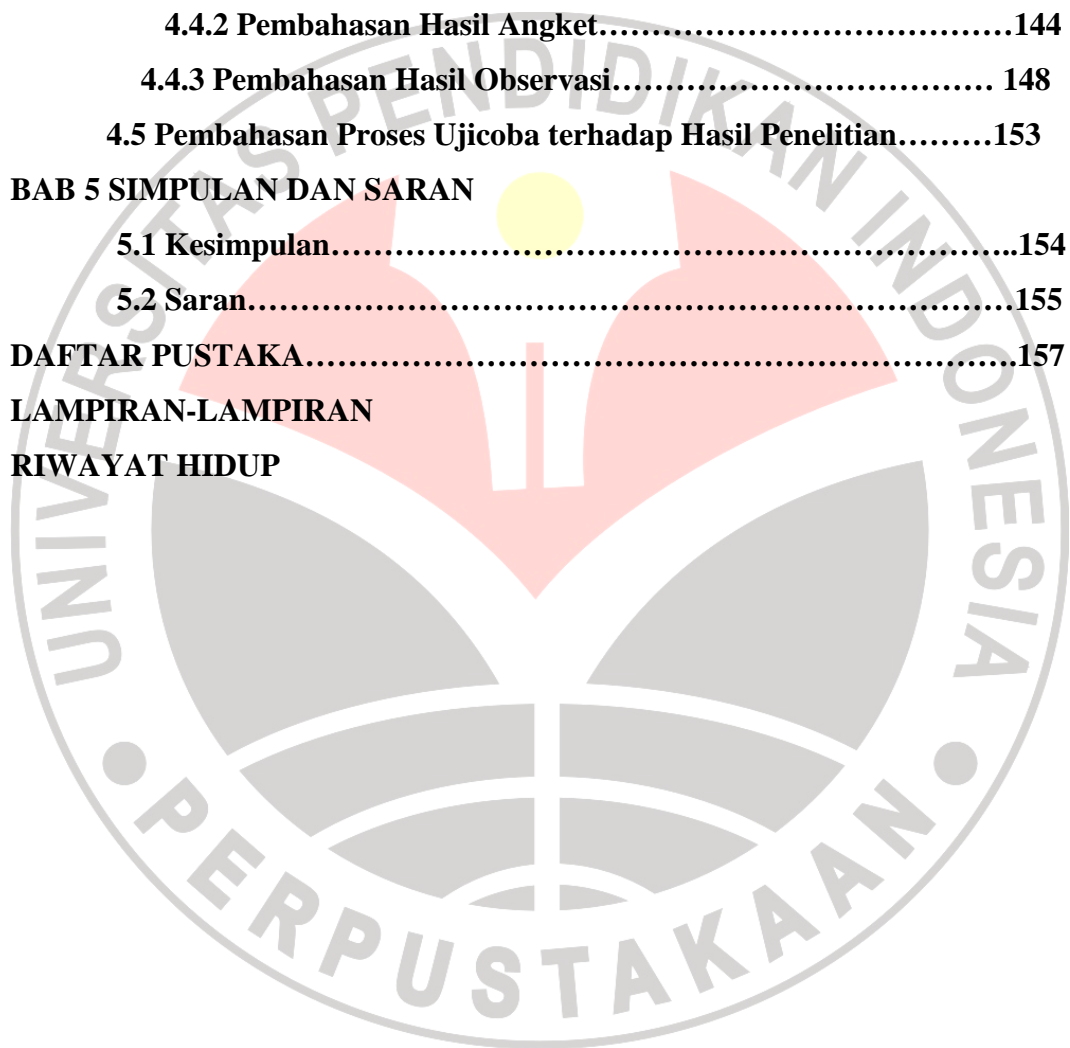 4.4.2 Pembahasan Hasil Angket………………………………144
4.4.3 Pembahasan Hasil Observasi…………………………… 148
4.5 Pembahasan Proses Ujicoba terhadap Hasil Penelitian………153
BAB 5 SIMPULAN DAN SARAN
5.1 Kesimpulan…………………………………………………...154
5.2 Saran…………………………………………………………155
DAFTAR PUSTAKA…………………………………………………….157
LAMPIRAN-LAMPIRAN
RIWAYAT HIDUP
UNIVERSITAS PENDIDIKAN INDONESIA
PERPUSTAKAAN